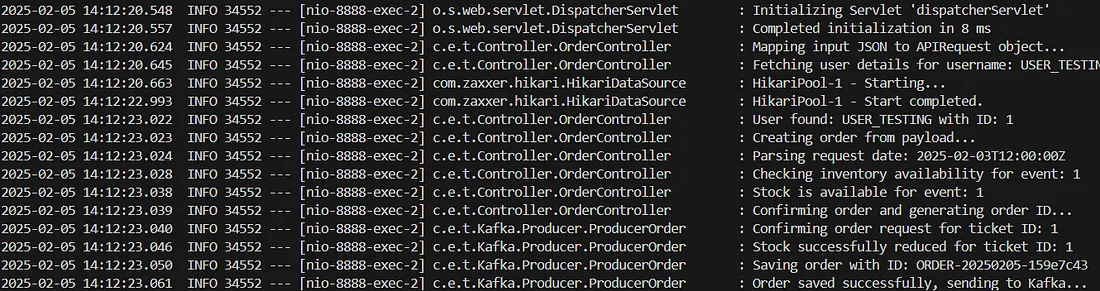 2025-02-05 14:12:20.548  INFO 34552 --- [nio-8888-exec-2] o.s.web.servlet.DispatcherServlet        : Initializing Servlet 'dispatcherServlet'
2025-02-05 14:12:20.557  INFO 34552 --- [nio-8888-exec-2] o.s.web.servlet.DispatcherServlet        : Completed initialization in 8 ms
2025-02-05 14:12:20.624  INFO 34552 --- [nio-8888-exec-2] c.e.t.Controller.OrderController         : Mapping input JSON to APIRequest object...
2025-02-05 14:12:20.645  INFO 34552 --- [nio-8888-exec-2] c.e.t.Controller.OrderController         : Fetching user details for username: USER_TESTIN
2025-02-05 14:12:20.663  INFO 34552 --- [nio-8888-exec-2] com.zaxxer.hikari.HikariDataSource       : HikariPool-1 - Starting...
2025-02-05 14:12:22.993  INFO 34552 --- [nio-8888-exec-2] com.zaxxer.hikari.HikariDataSource       : HikariPool-1 - Start completed.
2025-02-05 14:12:23.022  INFO 34552 --- [nio-8888-exec-2] c.e.t.Controller.OrderController         : User found: USER_TESTING with ID: 1
2025-02-05 14:12:23.023  INFO 34552 --- [nio-8888-exec-2] c.e.t.Controller.OrderController         : Creating order from payload...
2025-02-05 14:12:23.024  INFO 34552 --- [nio-8888-exec-2] c.e.t.Controller.OrderController         : Parsing request date: 2025-02-03T12:00:00Z
2025-02-05 14:12:23.028  INFO 34552 --- [nio-8888-exec-2] c.e.t.Controller.OrderController         : Checking inventory availability for event: 1
2025-02-05 14:12:23.038  INFO 34552 --- [nio-8888-exec-2] c.e.t.Controller.OrderController         : Stock is available for event: 1
2025-02-05 14:12:23.039  INFO 34552 --- [nio-8888-exec-2] c.e.t.Controller.OrderController         : Confirming order and generating order ID...
2025-02-05 14:12:23.040  INFO 34552 --- [nio-8888-exec-2] c.e.t.Kafka.Producer.ProducerOrder       : Confirming order request for ticket ID: 1
2025-02-05 14:12:23.046  INFO 34552 --- [nio-8888-exec-2] c.e.t.Kafka.Producer.ProducerOrder       : Stock successfully reduced for ticket ID: 1
2025-02-05 14:12:23.050  INFO 34552 --- [nio-8888-exec-2] c.e.t.Kafka.Producer.ProducerOrder       : Saving order with ID: ORDER-20250205-159e7c43
2025-02-05 14:12:23.061  INFO 34552 --- [nio-8888-exec-2] c.e.t.Kafka.Producer.ProducerOrder       : Order saved successfully, sending to Kafka...